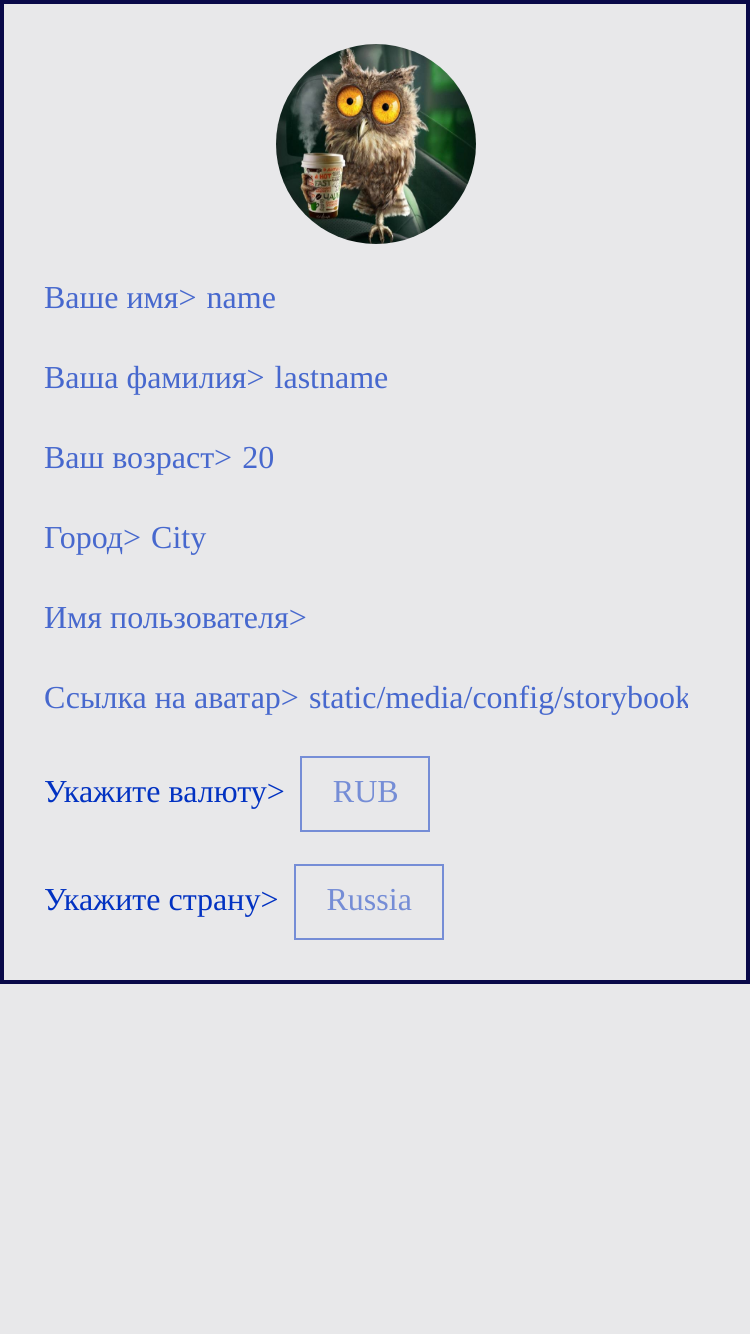 Ваше имя> name
Ваша фамилия> lastname
Ваш возраст> 20
Город> City
Имя пользователя>
Ссылка на аватар> static/media/config/storybook
Укажите валюту> RUB
Укажите страну> Russia